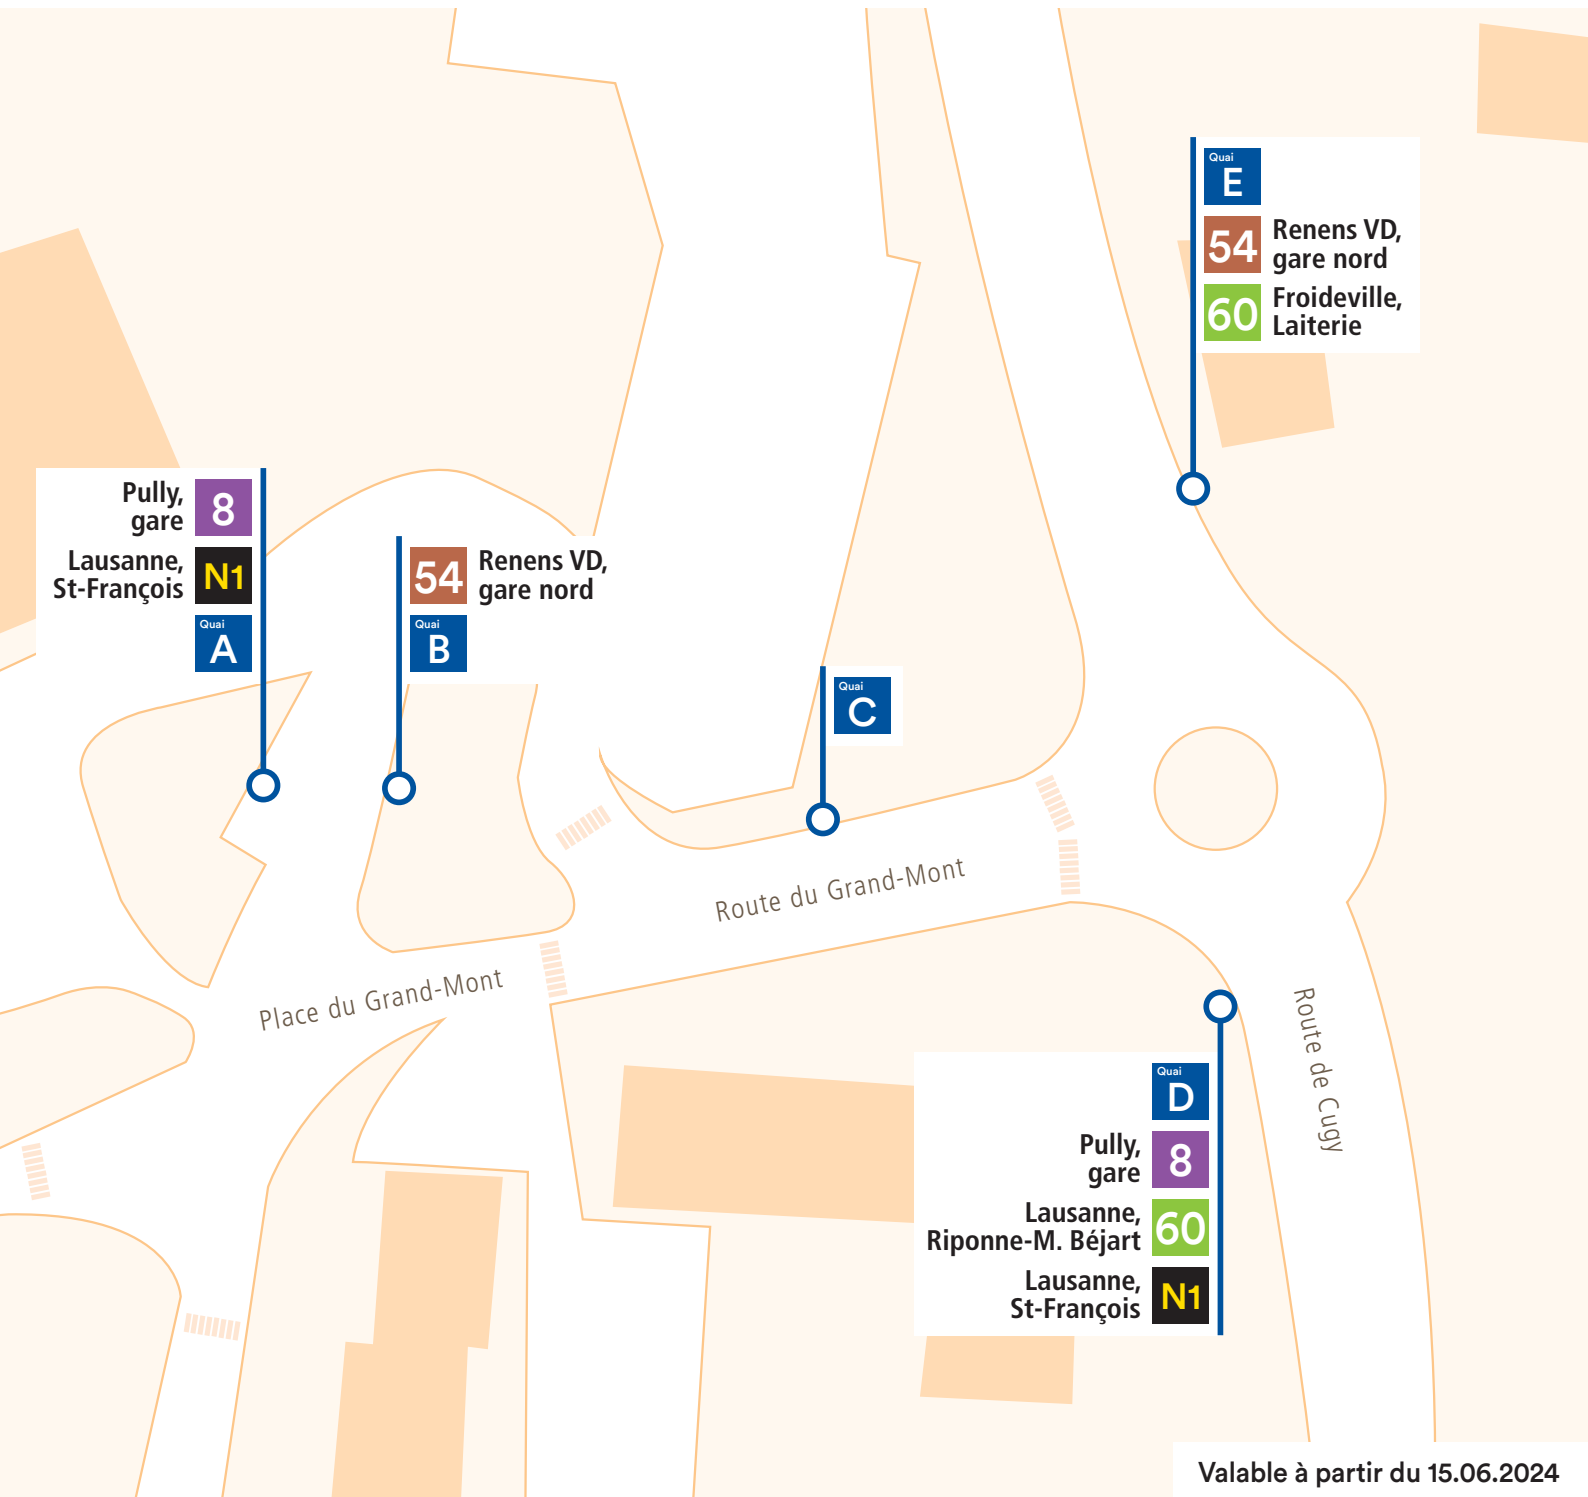 Quai
E
54 Renens VD,
gare nord
60 Froideville,
Laiterie
Pully,
gare 8
Lausanne,
St-François N1
Quai
A
54 Renens VD,
gare nord
Quai
B
Quai
C
Route du Grand-Mont
Place du Grand-Mont
Route de Cugy
Quai
D
Pully,
gare 8
Lausanne,
Riponne-M. Béjart 60
Lausanne,
St-François N1
Valable à partir du 15.06.2024